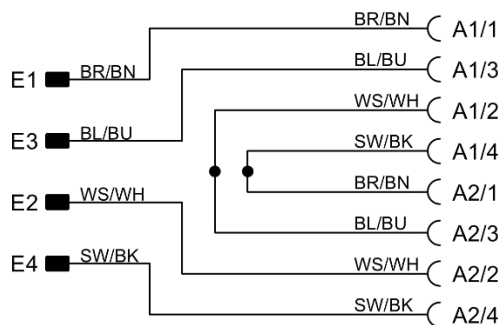 BR/BN A1/1
BL/BU A1/3
E1 BR/BN
WS/WH A1/2
E3 BL/BU
SW/BK A1/4
BR/BN A2/1
E2 WS/WH
BL/BU A2/3
E4 SW/BK
WS/WH A2/2
SW/BK A2/4